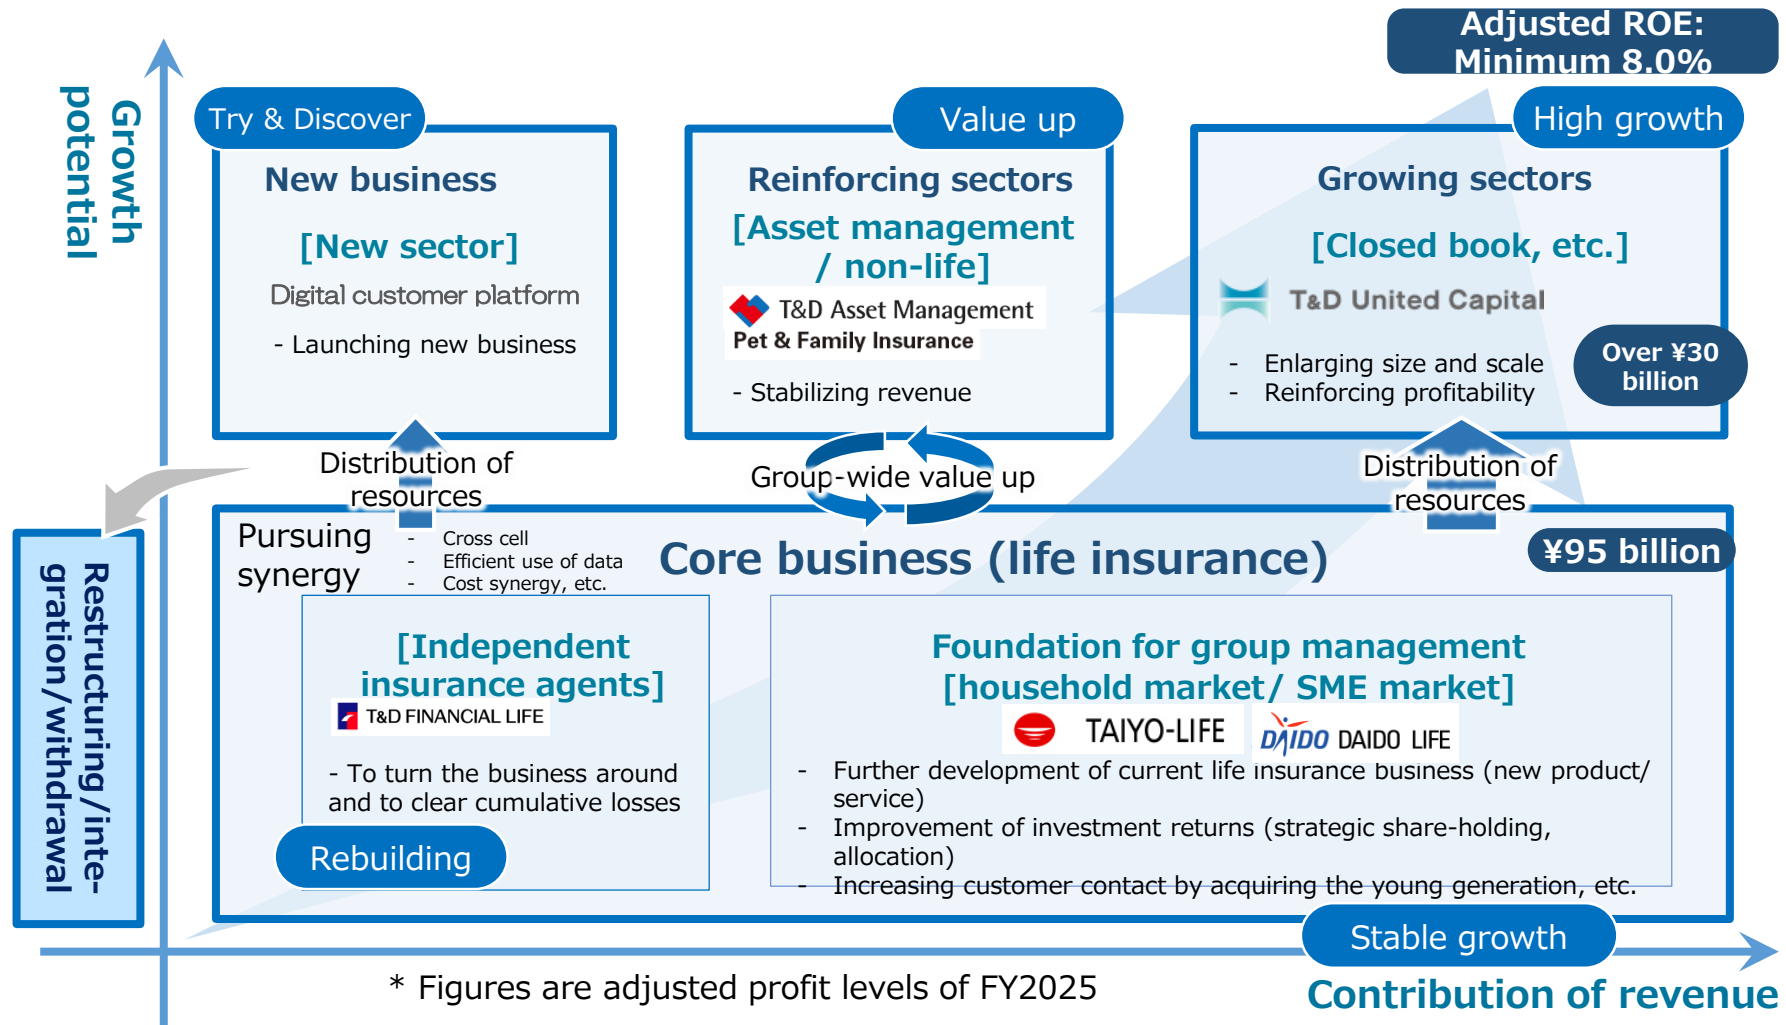 Adjusted ROE:
Minimum 8.0%
Growth
potential
Try & Discover
New business
[New sector]
Digital customer platform
- Launching new business
Value up
Reinforcing sectors
[Asset management
/ non-life]
T&D Asset Management
Pet & Family Insurance
- Stabilizing revenue
High growth
Growing sectors
[Closed book, etc.]
T&D United Capital
- Enlarging size and scale
- Reinforcing profitability
Over ¥30
billion
Distribution of
resources
Group-wide value up
Distribution of
resources
Restructuring/inte-
gration/withdrawal
Pursuing
synergy
- Cross cell
- Efficient use of data
- Cost synergy, etc.
Core business (life insurance)
¥95 billion
[Independent
insurance agents]
T&D FINANCIAL LIFE
- To turn the business around
and to clear cumulative losses
Rebuilding
Foundation for group management
[household market/ SME market]
TAIYO-LIFE
DAIDO DAIDO LIFE
- Further development of current life insurance business (new product/
service)
- Improvement of investment returns (strategic share-holding,
allocation)
- Increasing customer contact by acquiring the young generation, etc.
Stable growth
* Figures are adjusted profit levels of FY2025
Contribution of revenue